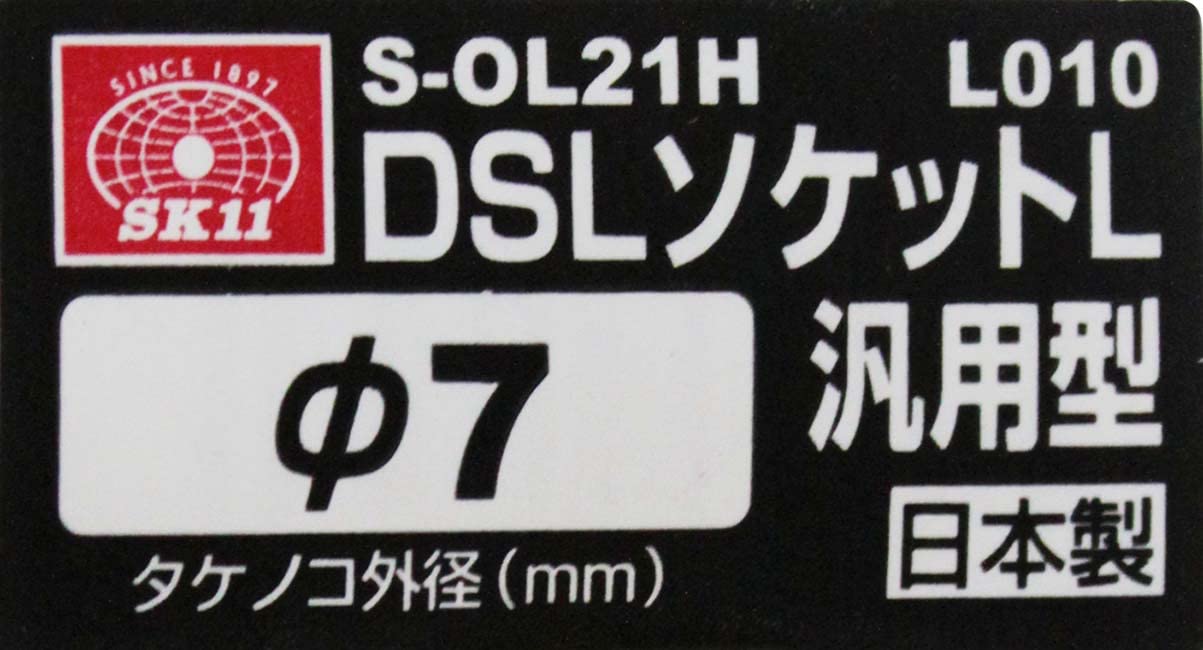 SINCE 1897
SK11
S-OL21H L010
DSLソケットL
φ7
汎用型
タケノコ外径(mm)
日本製